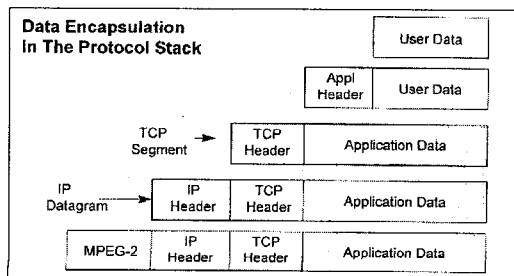 Data Encapsulation
In The Protocol Stack
User Data
Appl
Header
User Data
TCP
Segment
TCP
Header
Application Data
IP
Datagram
IP
Header
TCP
Header
Application Data
MPEG-2
IP
Header
TCP
Header
Application Data